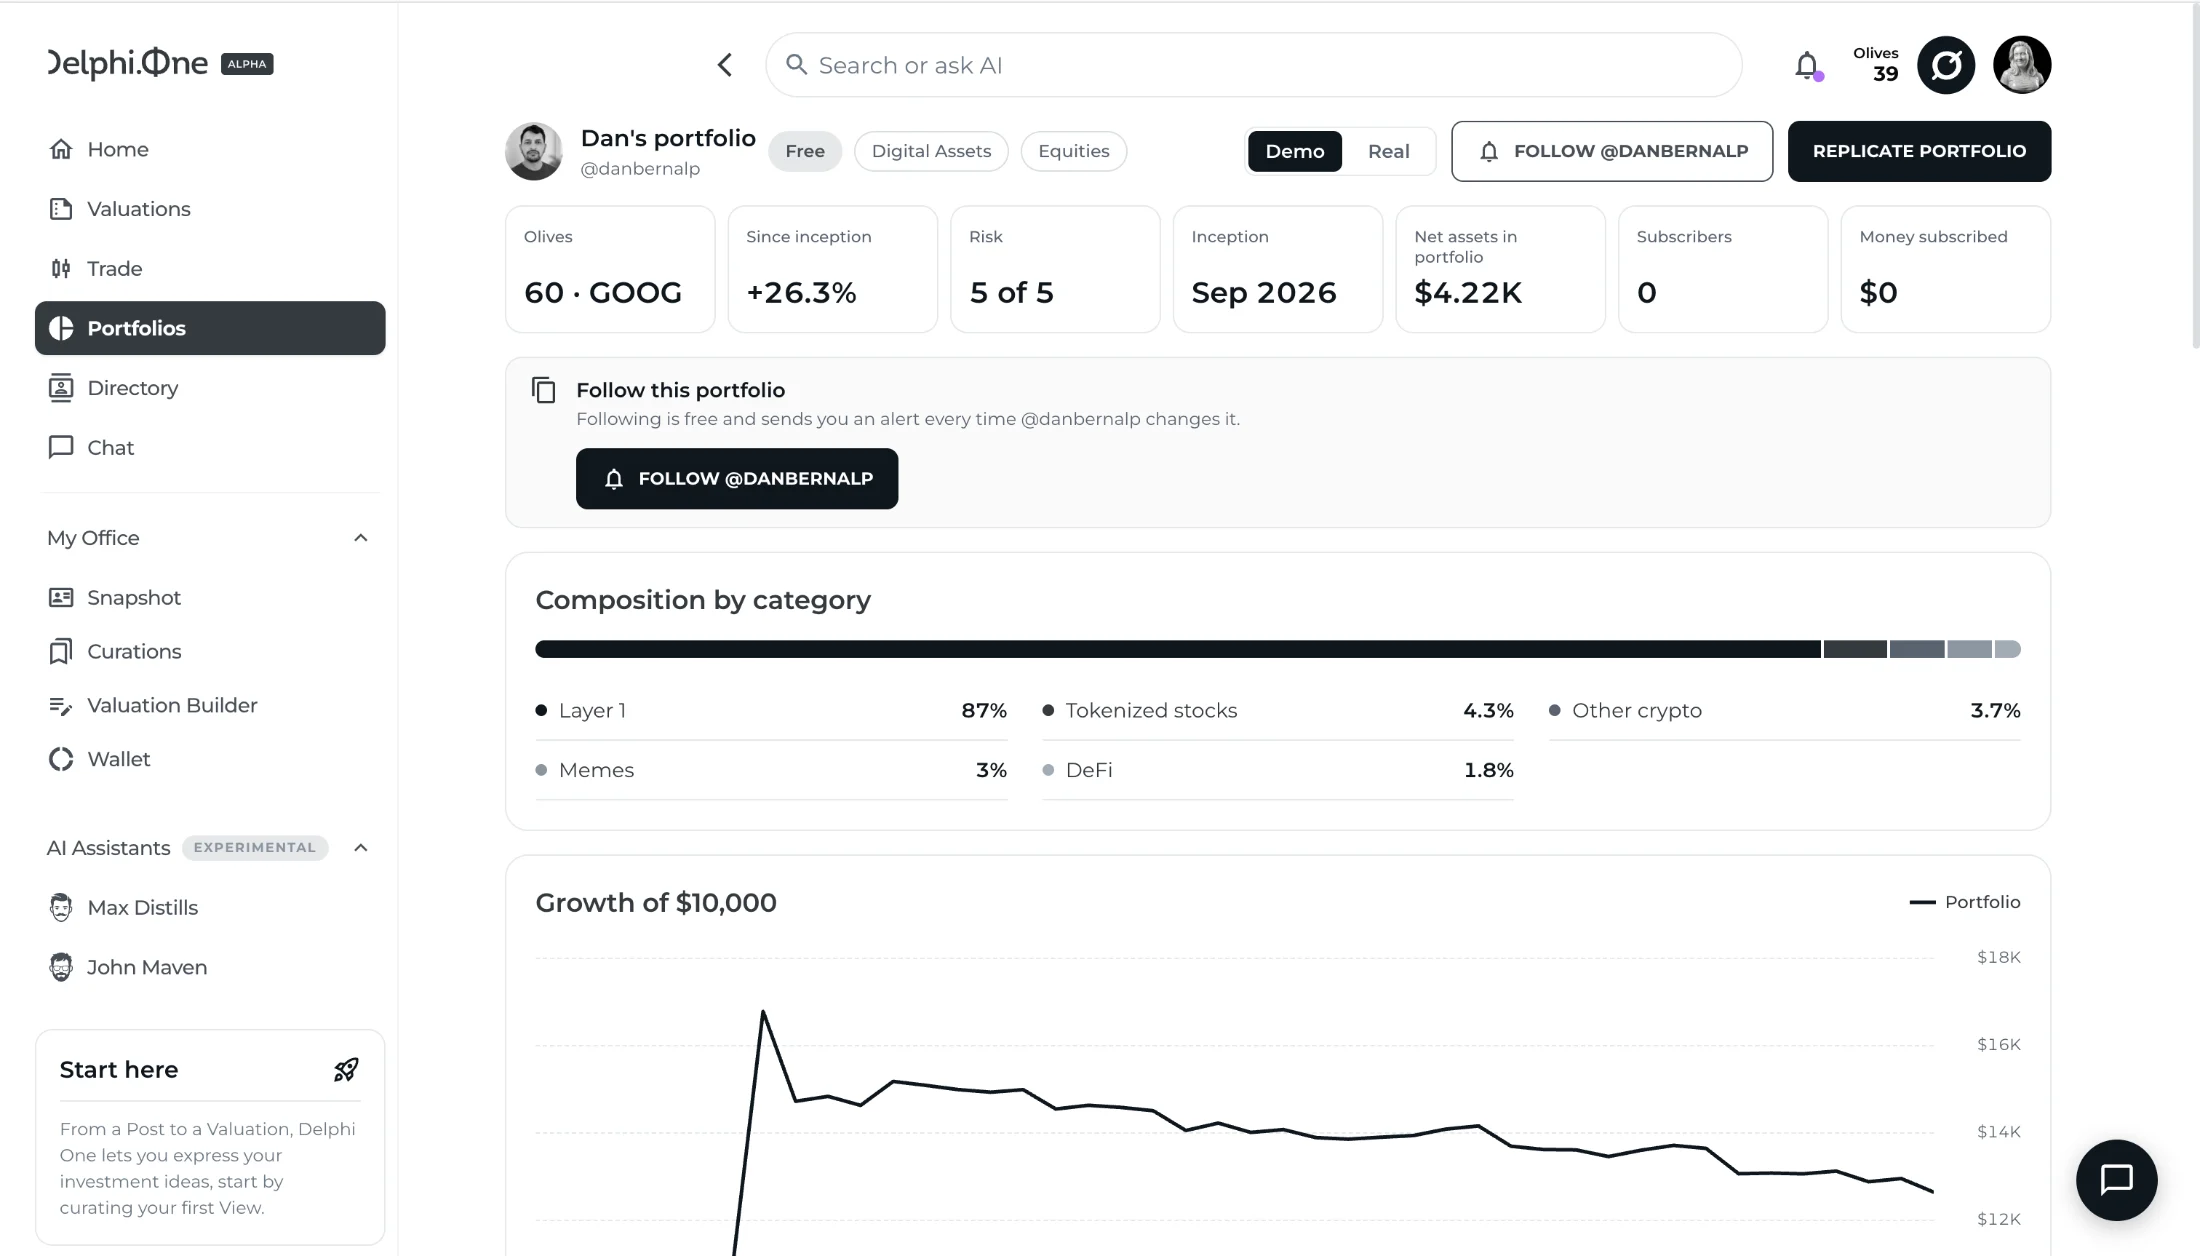 Delphi.One ALPHA
Search or ask AI
Olives
39
Home
Valuations
Trade
Portfolios
Directory
Chat
My Office
Snapshot
Curations
Valuation Builder
Wallet
AI Assistants EXPERIMENTAL
Max Distills
John Maven
Start here
From a Post to a Valuation, Delphi
One lets you express your
investment ideas, start by
curating your first View.
Dan's portfolio
@danbernalp
Free
Digital Assets
Equities
Demo
Real
FOLLOW @DANBERNALP
REPLICATE PORTFOLIO
Olives
60 · GOOG
Since inception
+26.3%
Risk
5 of 5
Inception
Sep 2026
Net assets in
portfolio
$4.22K
Subscribers
0
Money subscribed
$0
Follow this portfolio
Following is free and sends you an alert every time @danbernalp changes it.
FOLLOW @DANBERNALP
Composition by category
Layer 1 87%
Tokenized stocks 4.3%
Other crypto 3.7%
Memes 3%
DeFi 1.8%
Growth of $10,000
Portfolio
$18K
$16K
$14K
$12K